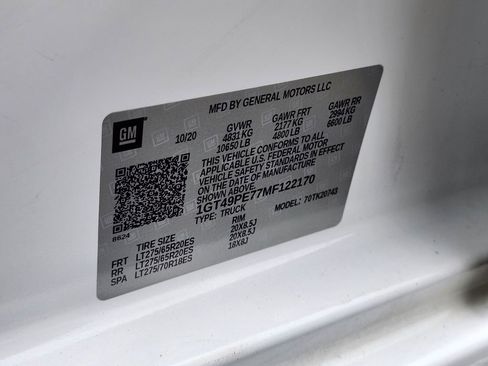 MFD BY GENERAL MOTORS LLC
GM
10/20 GVWR GAWR FRT GAWR RR
4831 KG 2177 KG 2994 KG
10650 LB 4800 LB 6600 LB
THIS VEHICLE CONFORMS TO ALL
APPLICABLE U.S. FEDERAL MOTOR
VEHICLE SAFETY STANDARDS IN EFFECT
ON THE DATE OF MANUFACTURE
SHOWN ABOVE.
1GT49PE77MF122170
TYPE: TRUCK MODEL: 70TK20743
8624
TIRE SIZE RIM
FRT LT275/65R20ES 20X8.5J
RR LT275/65R20ES 20X8.5J
SPA LT275/70R18ES 18X8J